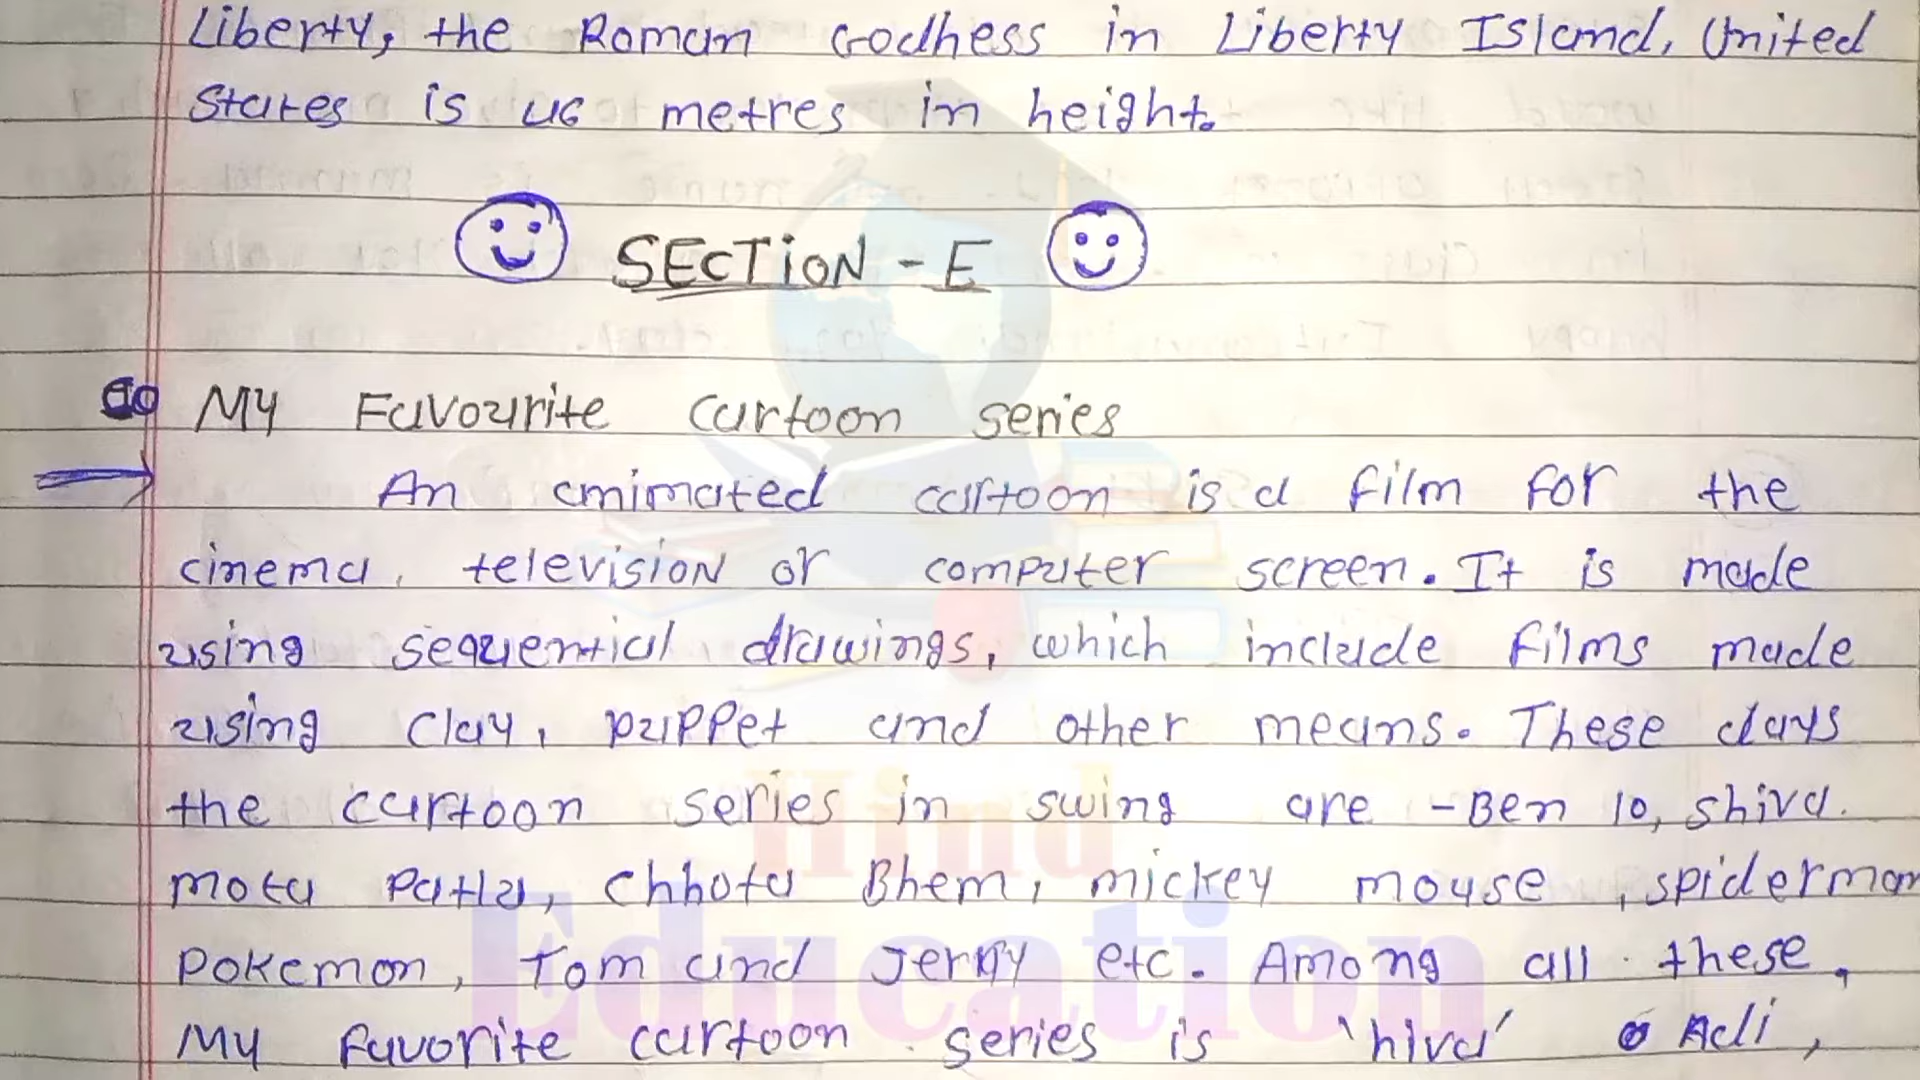 Liberty, the Roman Godhess in Liberty Island, United
States is 46 metres in height.
SECTION - E
My Favourite cartoon series
An animated cartoon is a film for the
cinema, television or computer screen. It is made
using sequential drawings, which include films made
using clay, puppet and other means. These days
the cartoon series in swing are - Ben 10, shiva.
motu Patlu, Chhota Bhem, mickey mouse, spiderman
Pokemon, Tom and Jerry etc. Among all these,
My favorite cartoon series is 'hiva' Adi,
Hind
Education